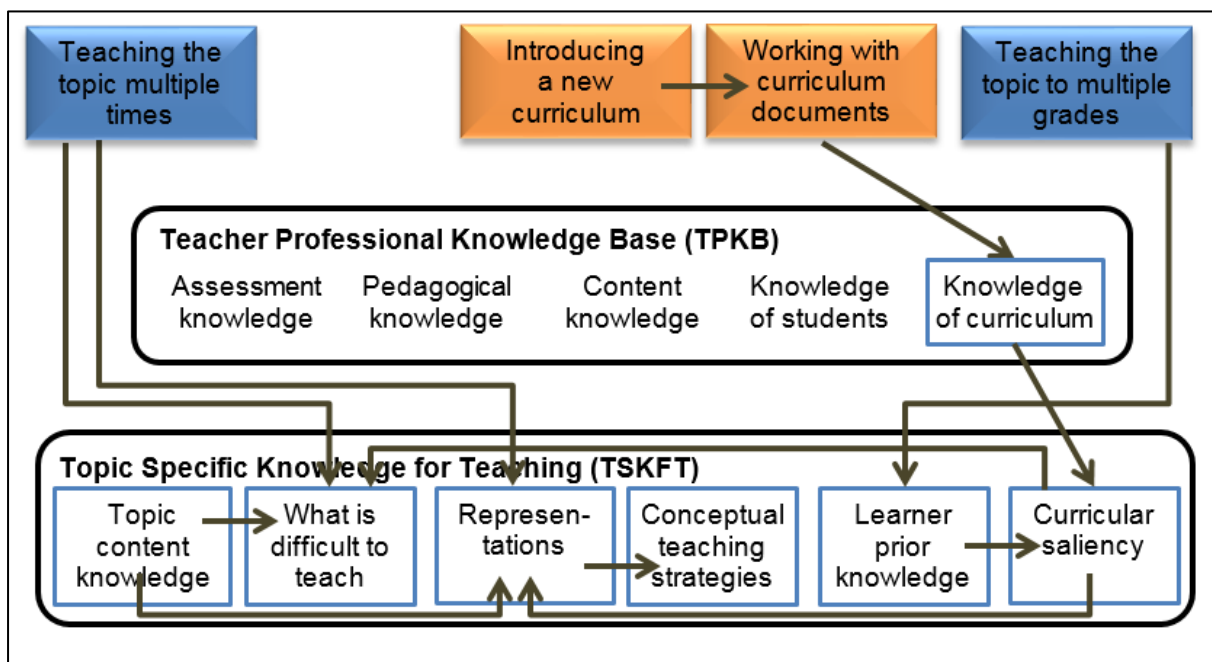 Teaching the
topic multiple
times
Introducing
a new
curriculum
Working with
curriculum
documents
Teaching the
topic to multiple
grades
Teacher Professional Knowledge Base (TPKB)
Assessment
knowledge
Pedagogical
knowledge
Content
knowledge
Knowledge
of students
Knowledge
of curriculum
Topic Specific Knowledge for Teaching (TSKFT)
Topic
content
knowledge
What is
difficult to
teach
Represen-
tations
Conceptual
teaching
strategies
Learner
prior
knowledge
Curricular
saliency